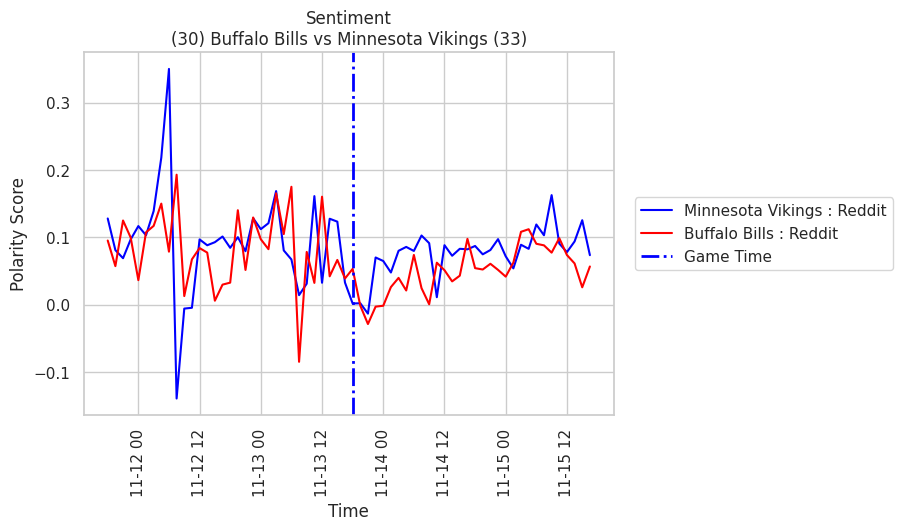 Sentiment
(30) Buffalo Bills vs Minnesota Vikings (33)
Polarity Score
0.3
0.2
0.1
0.0
−0.1
11-12 00
11-12 12
11-13 00
11-13 12
11-14 00
11-14 12
11-15 00
11-15 12
Time
Minnesota Vikings : Reddit
Buffalo Bills : Reddit
Game Time